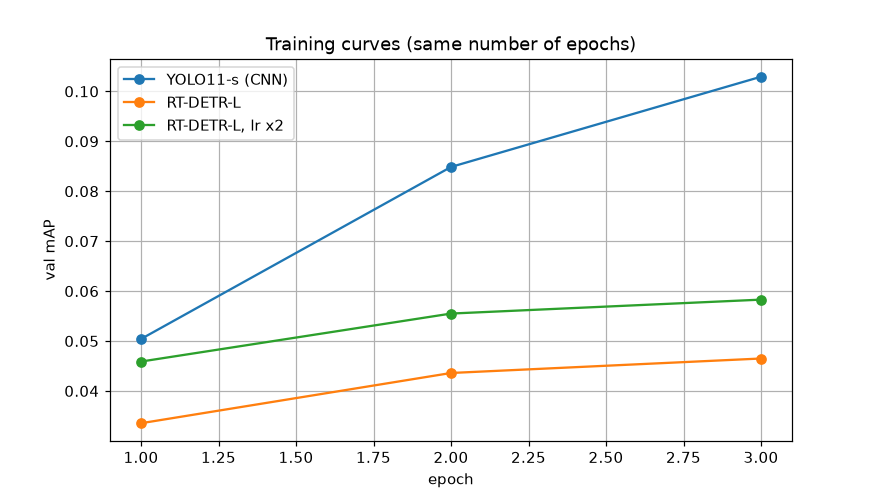 Training curves (same number of epochs)
YOLO11-s (CNN)
RT-DETR-L
RT-DETR-L, lr x2
val mAP
0.10
0.09
0.08
0.07
0.06
0.05
0.04
1.00 1.25 1.50 1.75 2.00 2.25 2.50 2.75 3.00
epoch